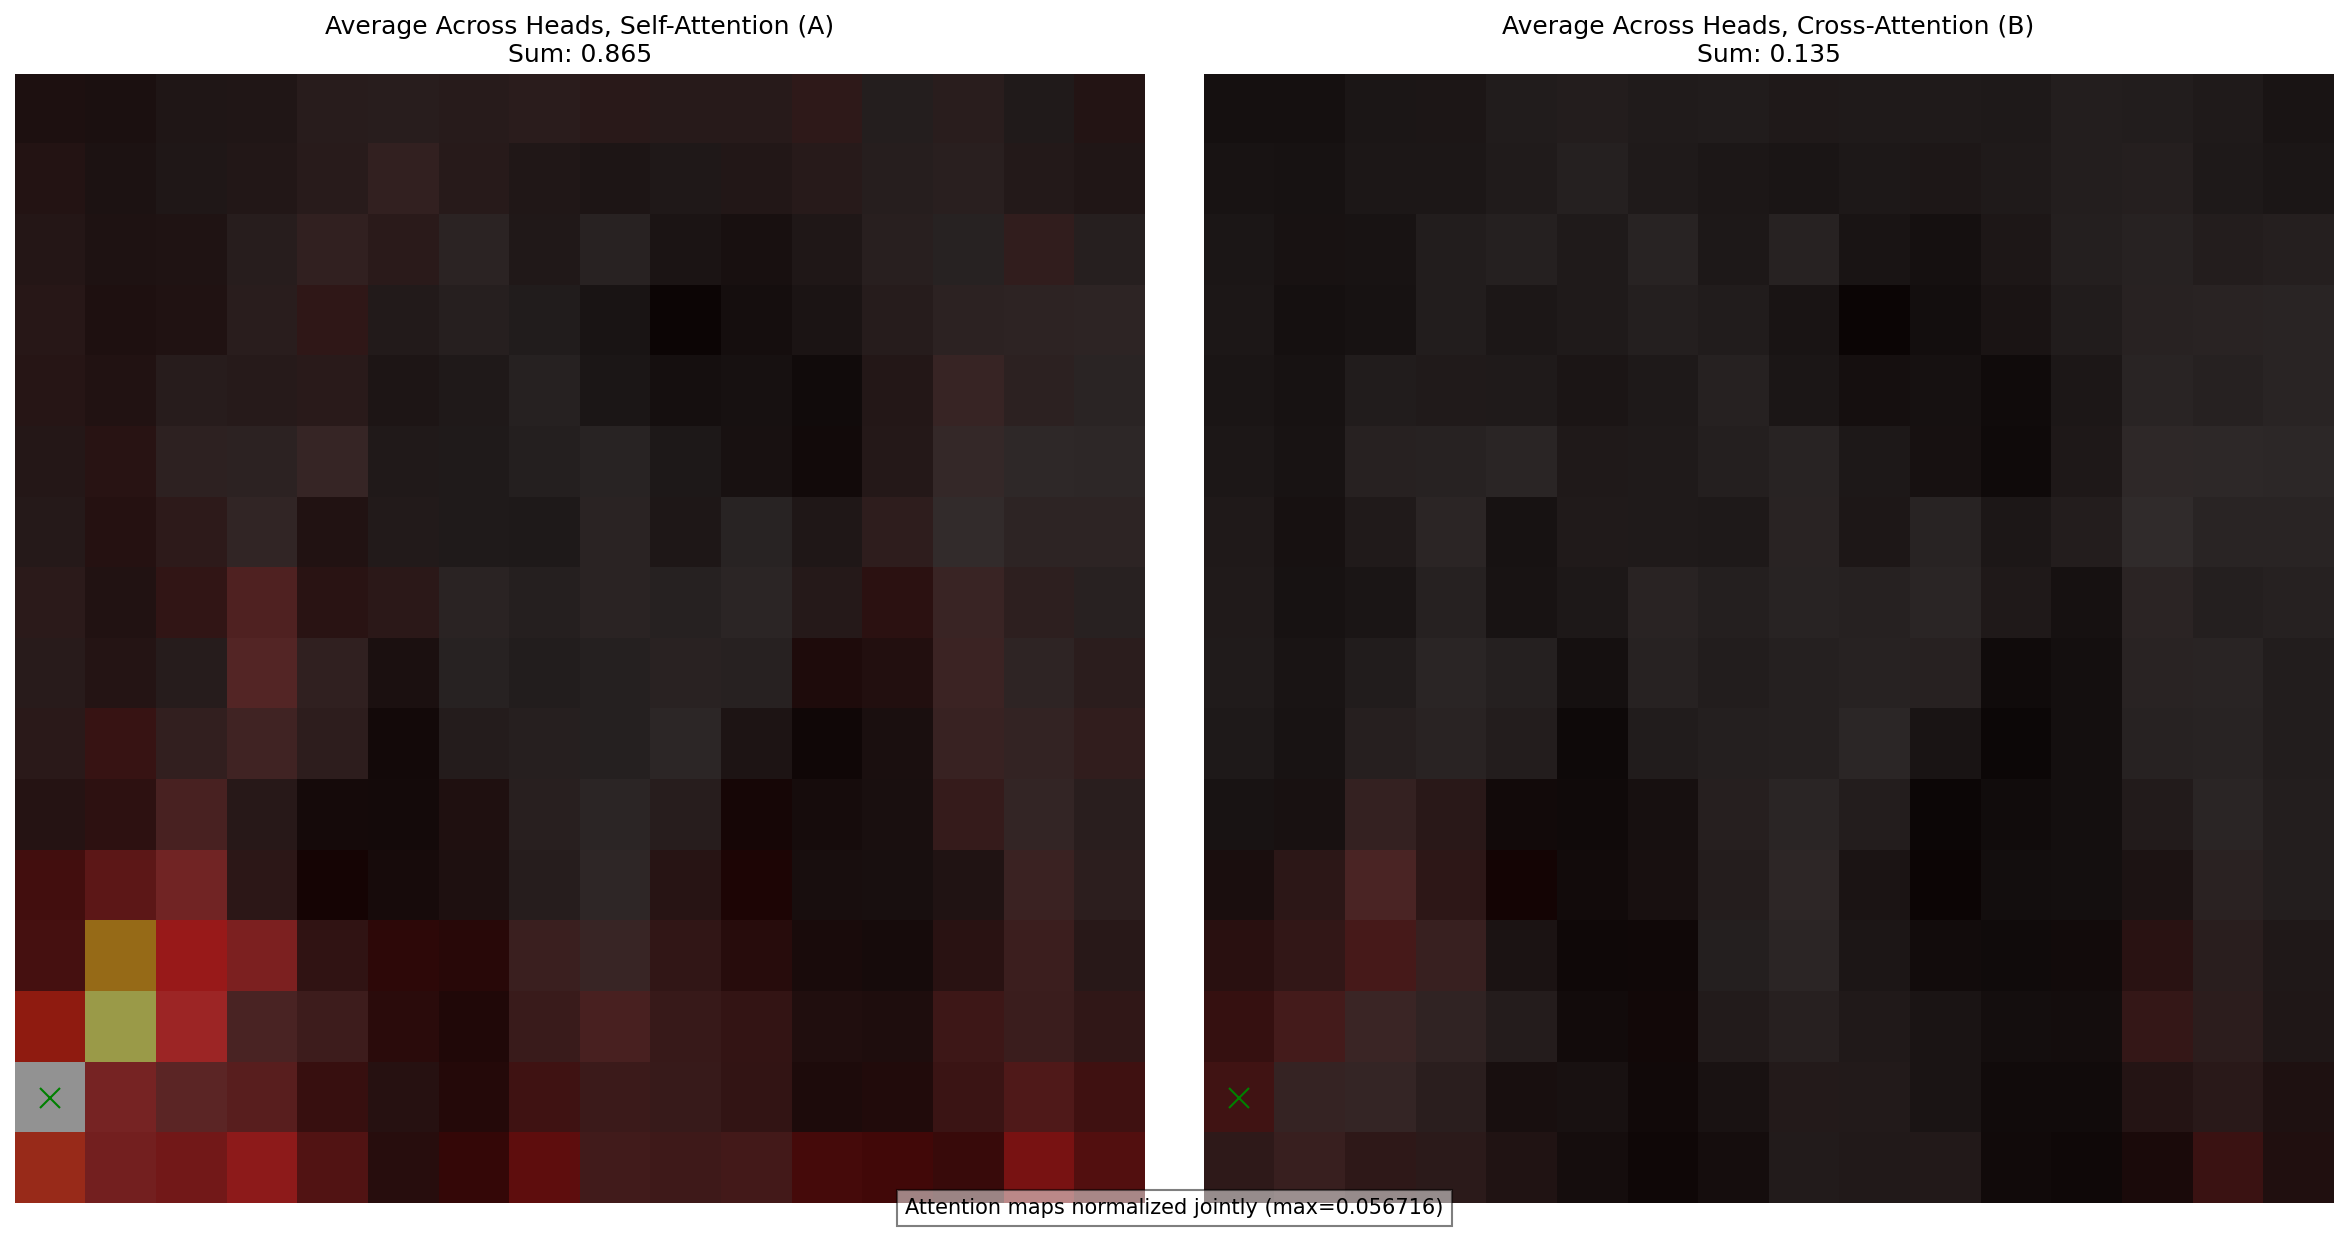 Average Across Heads, Self-Attention (A)
Sum: 0.865
Average Across Heads, Cross-Attention (B)
Sum: 0.135
Attention maps normalized jointly (max=0.056716)